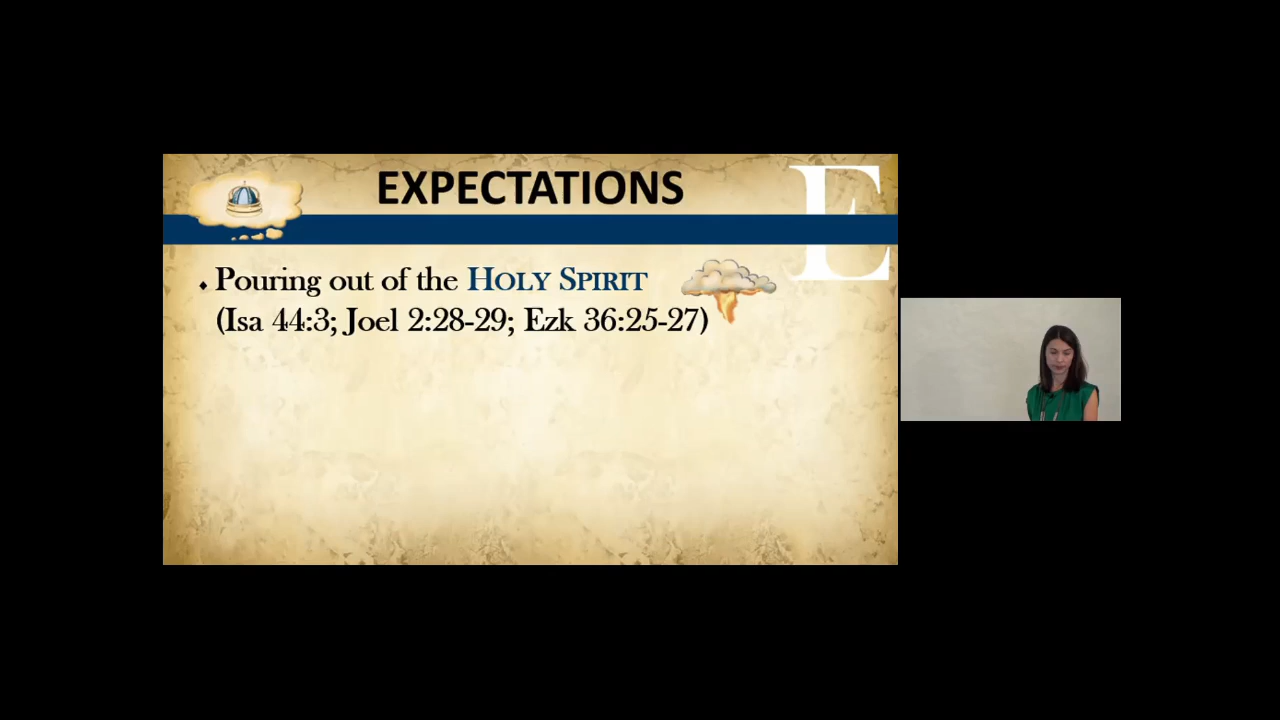 EXPECTATIONS
E
⬧ Pouring out of the HOLY SPIRIT
(Isa 44:3; Joel 2:28-29; Ezk 36:25-27)